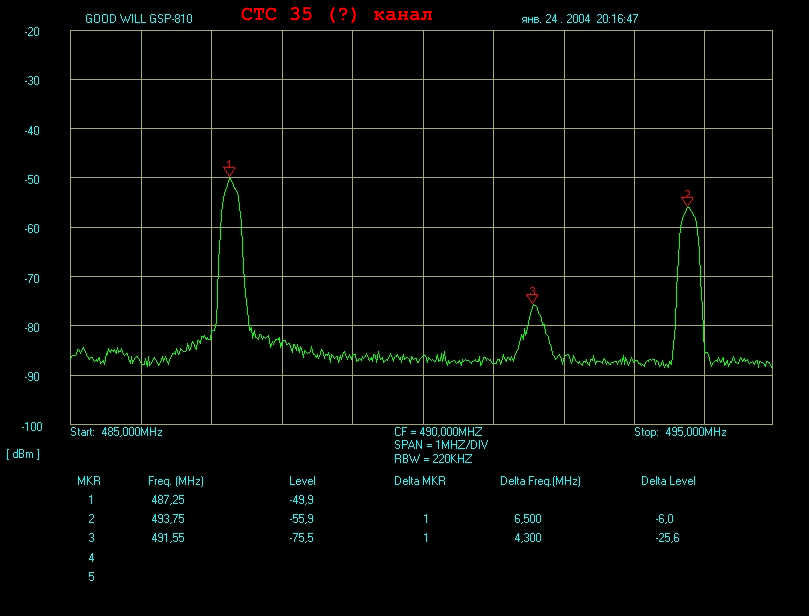 GOOD WILL GSP-810 СТС 35 (?) канал янв. 24 . 2004 20:16:47
-20
-30
-40
-50
-60
-70
-80
-90
-100
1
2
3
Start: 485,000MHz CF = 490,000MHZ Stop: 495,000MHz
SPAN = 1MHZ/DIV
[ dBm ]
RBW = 220KHZ
MKR Freq. (MHz) Level Delta MKR Delta Freq.(MHz) Delta Level
1 487,25 -49,9
2 493,75 -55,9 1 6,500 -6,0
3 491,55 -75,5 1 4,300 -25,6
4
5